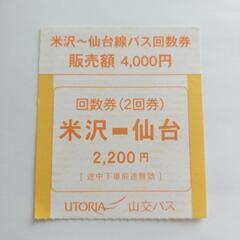 米沢～仙台線バス回数券
販売額 4,000円
回数券(2回券)
米沢━仙台
2,200円
[ 途中下車前途無効 ]
UTORIA 山交バス